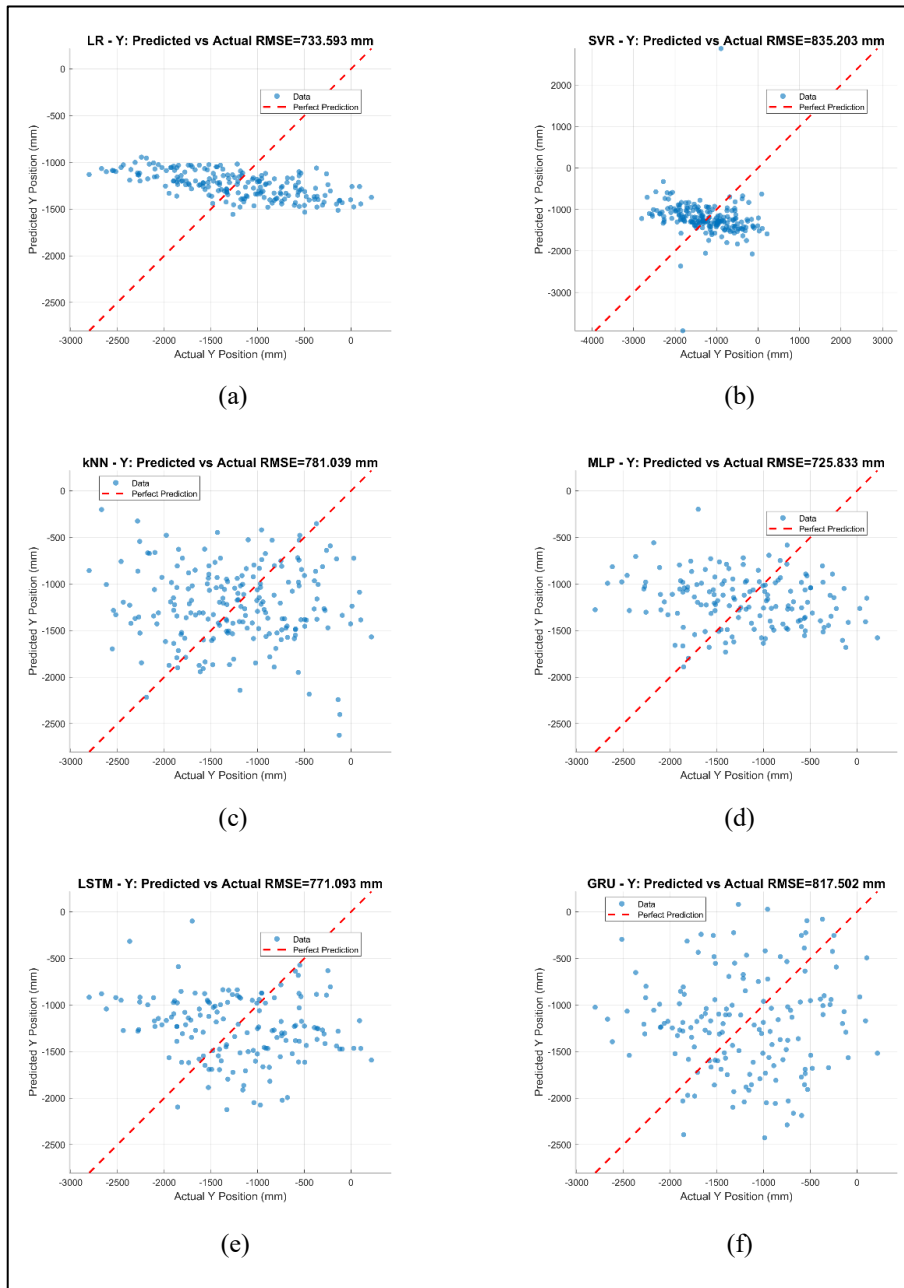 LR - Y: Predicted vs Actual RMSE=733.593 mm
0
-500
-1000
-1500
-2000
-2500
Predicted Y Position (mm)
Data
Perfect Prediction
-3000 -2500 -2000 -1500 -1000 -500 0
Actual Y Position (mm)
(a)
SVR - Y: Predicted vs Actual RMSE=835.203 mm
2000
1000
0
-1000
-2000
-3000
Predicted Y Position (mm)
Data
Perfect Prediction
-4000 -3000 -2000 -1000 0 1000 2000 3000
Actual Y Position (mm)
(b)
kNN - Y: Predicted vs Actual RMSE=781.039 mm
0
-500
-1000
-1500
-2000
-2500
Predicted Y Position (mm)
Data
Perfect Prediction
-3000 -2500 -2000 -1500 -1000 -500 0
Actual Y Position (mm)
(c)
MLP - Y: Predicted vs Actual RMSE=725.833 mm
0
-500
-1000
-1500
-2000
-2500
Predicted Y Position (mm)
Data
Perfect Prediction
-3000 -2500 -2000 -1500 -1000 -500 0
Actual Y Position (mm)
(d)
LSTM - Y: Predicted vs Actual RMSE=771.093 mm
0
-500
-1000
-1500
-2000
-2500
Predicted Y Position (mm)
Data
Perfect Prediction
-3000 -2500 -2000 -1500 -1000 -500 0
Actual Y Position (mm)
(e)
GRU - Y: Predicted vs Actual RMSE=817.502 mm
0
-500
-1000
-1500
-2000
-2500
Predicted Y Position (mm)
Data
Perfect Prediction
-3000 -2500 -2000 -1500 -1000 -500 0
Actual Y Position (mm)
(f)